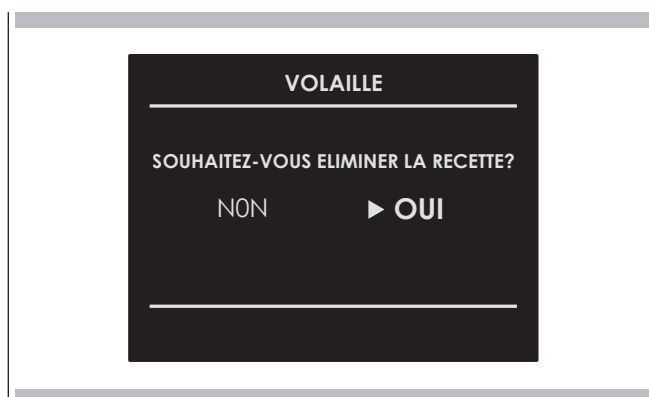 VOLAILLE
SOUHAITEZ-VOUS ELIMINER LA RECETTE?
N0N ▶ OUI